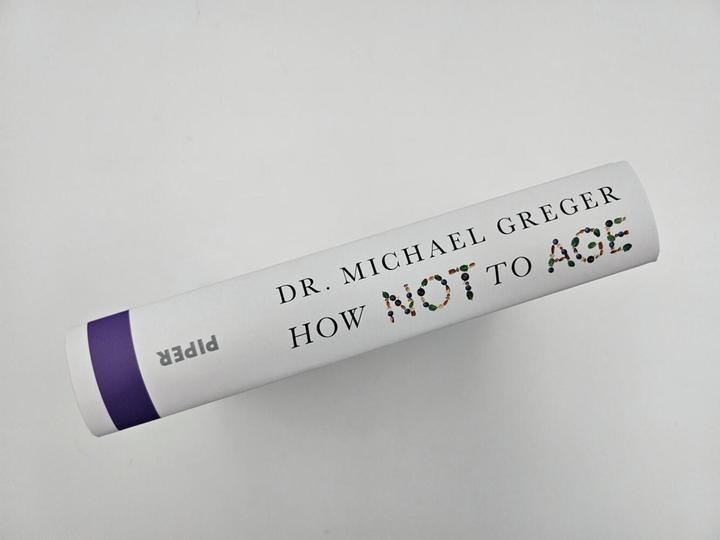 DR. MICHAEL GREGER
HOW NOT TO AGE
PIPER